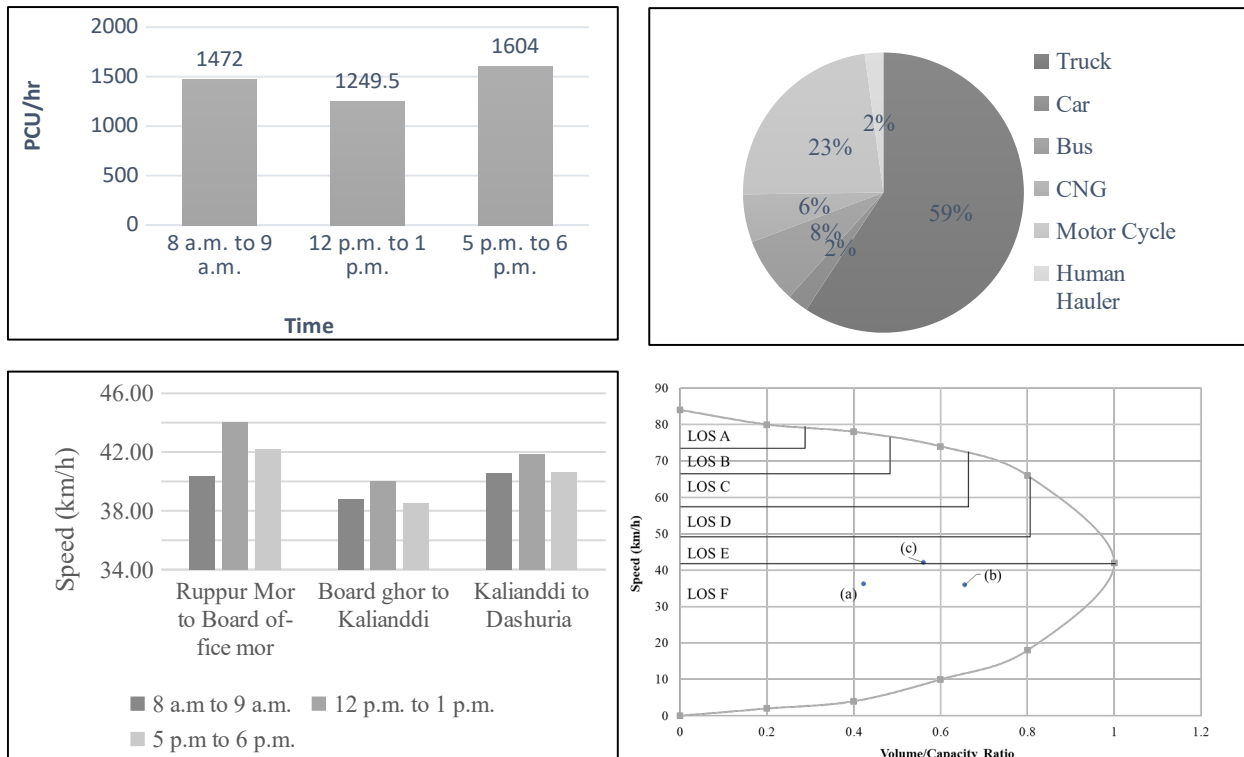 2000
1500
1000
500
0
PCU/hr
1472
1249.5
1604
8 a.m. to 9
a.m.
12 p.m. to 1
p.m.
5 p.m. to 6
p.m.
Time
2%
23%
6%
8%
2%
59%
Truck
Car
Bus
CNG
Motor Cycle
Human
Hauler
46.00
42.00
38.00
34.00
Speed (km/h)
Ruppur Mor
to Board of-
fice mor
Board ghor to
Kalianddi
Kalianddi to
Dashuria
8 a.m to 9 a.m.
12 p.m. to 1 p.m.
5 p.m to 6 p.m.
90
80
70
60
50
40
30
20
10
0
Speed (km/h)
LOS A
LOS B
LOS C
LOS D
LOS E
LOS F
(c)
(a)
(b)
0
0.2
0.4
0.6
0.8
1
1.2
Volume/Capacity Ratio